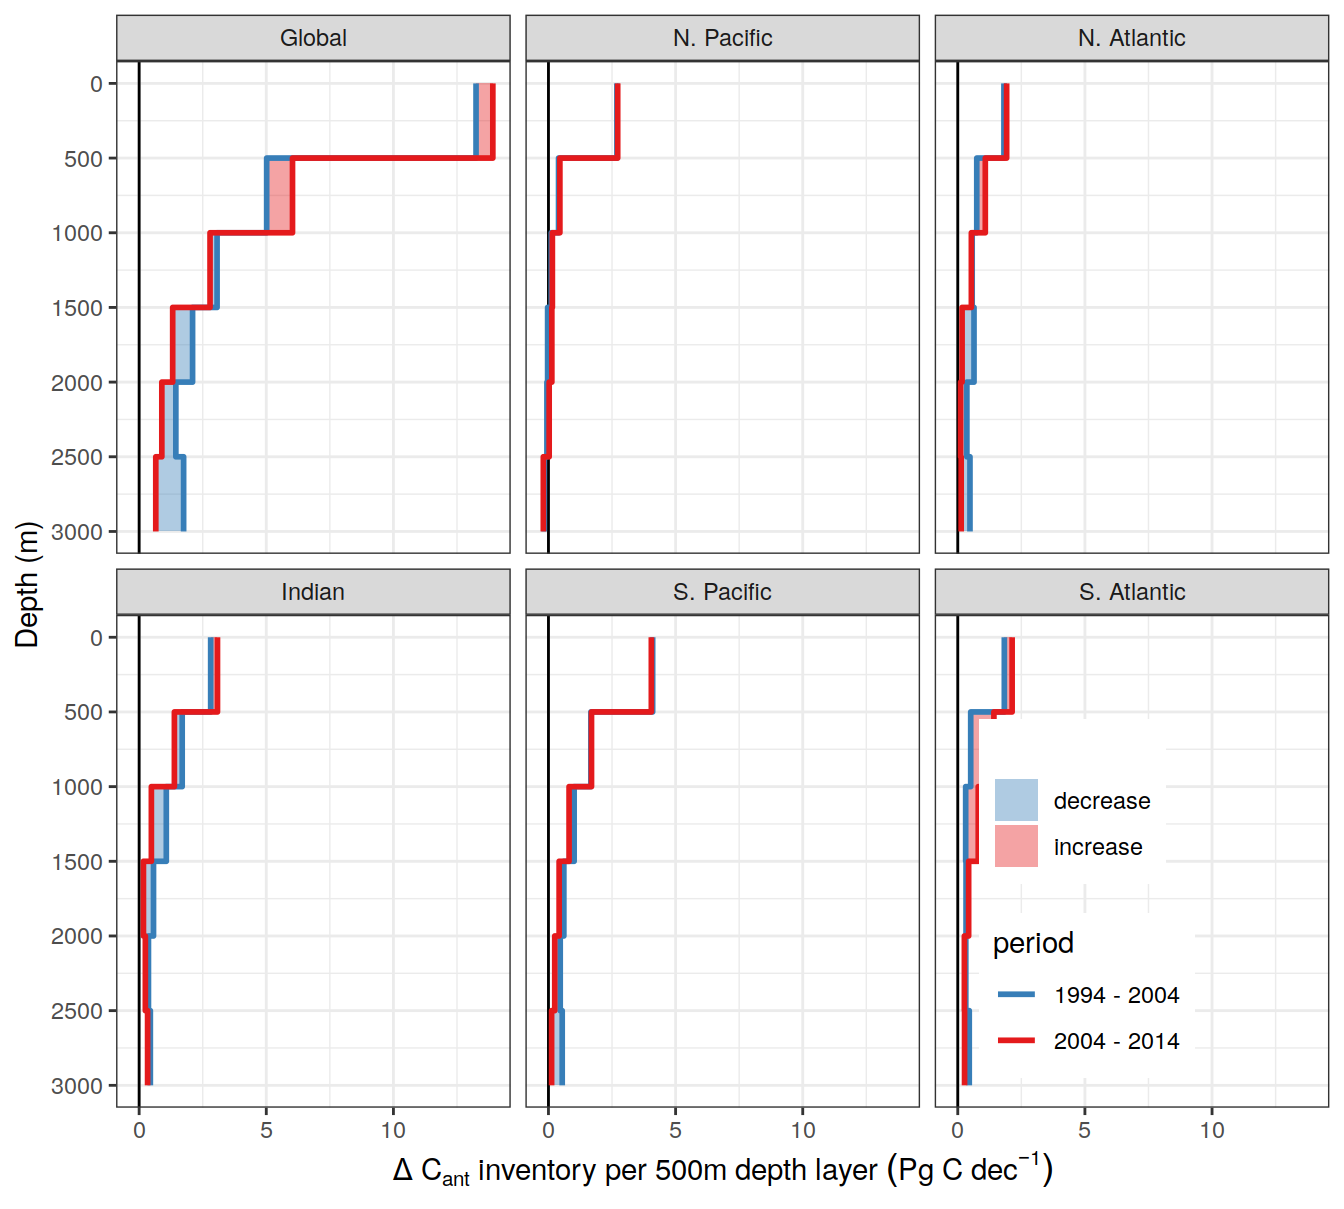 Global N. Pacific N. Atlantic
0
500
1000
1500
2000
2500
3000
Indian S. Pacific S. Atlantic
0
500
1000
1500
2000
2500
3000
decrease
increase
period
1994 - 2004
2004 - 2014
0 5 10 0 5 10 0 5 10
Depth (m)
Δ Cant inventory per 500m depth layer (Pg C dec−1)